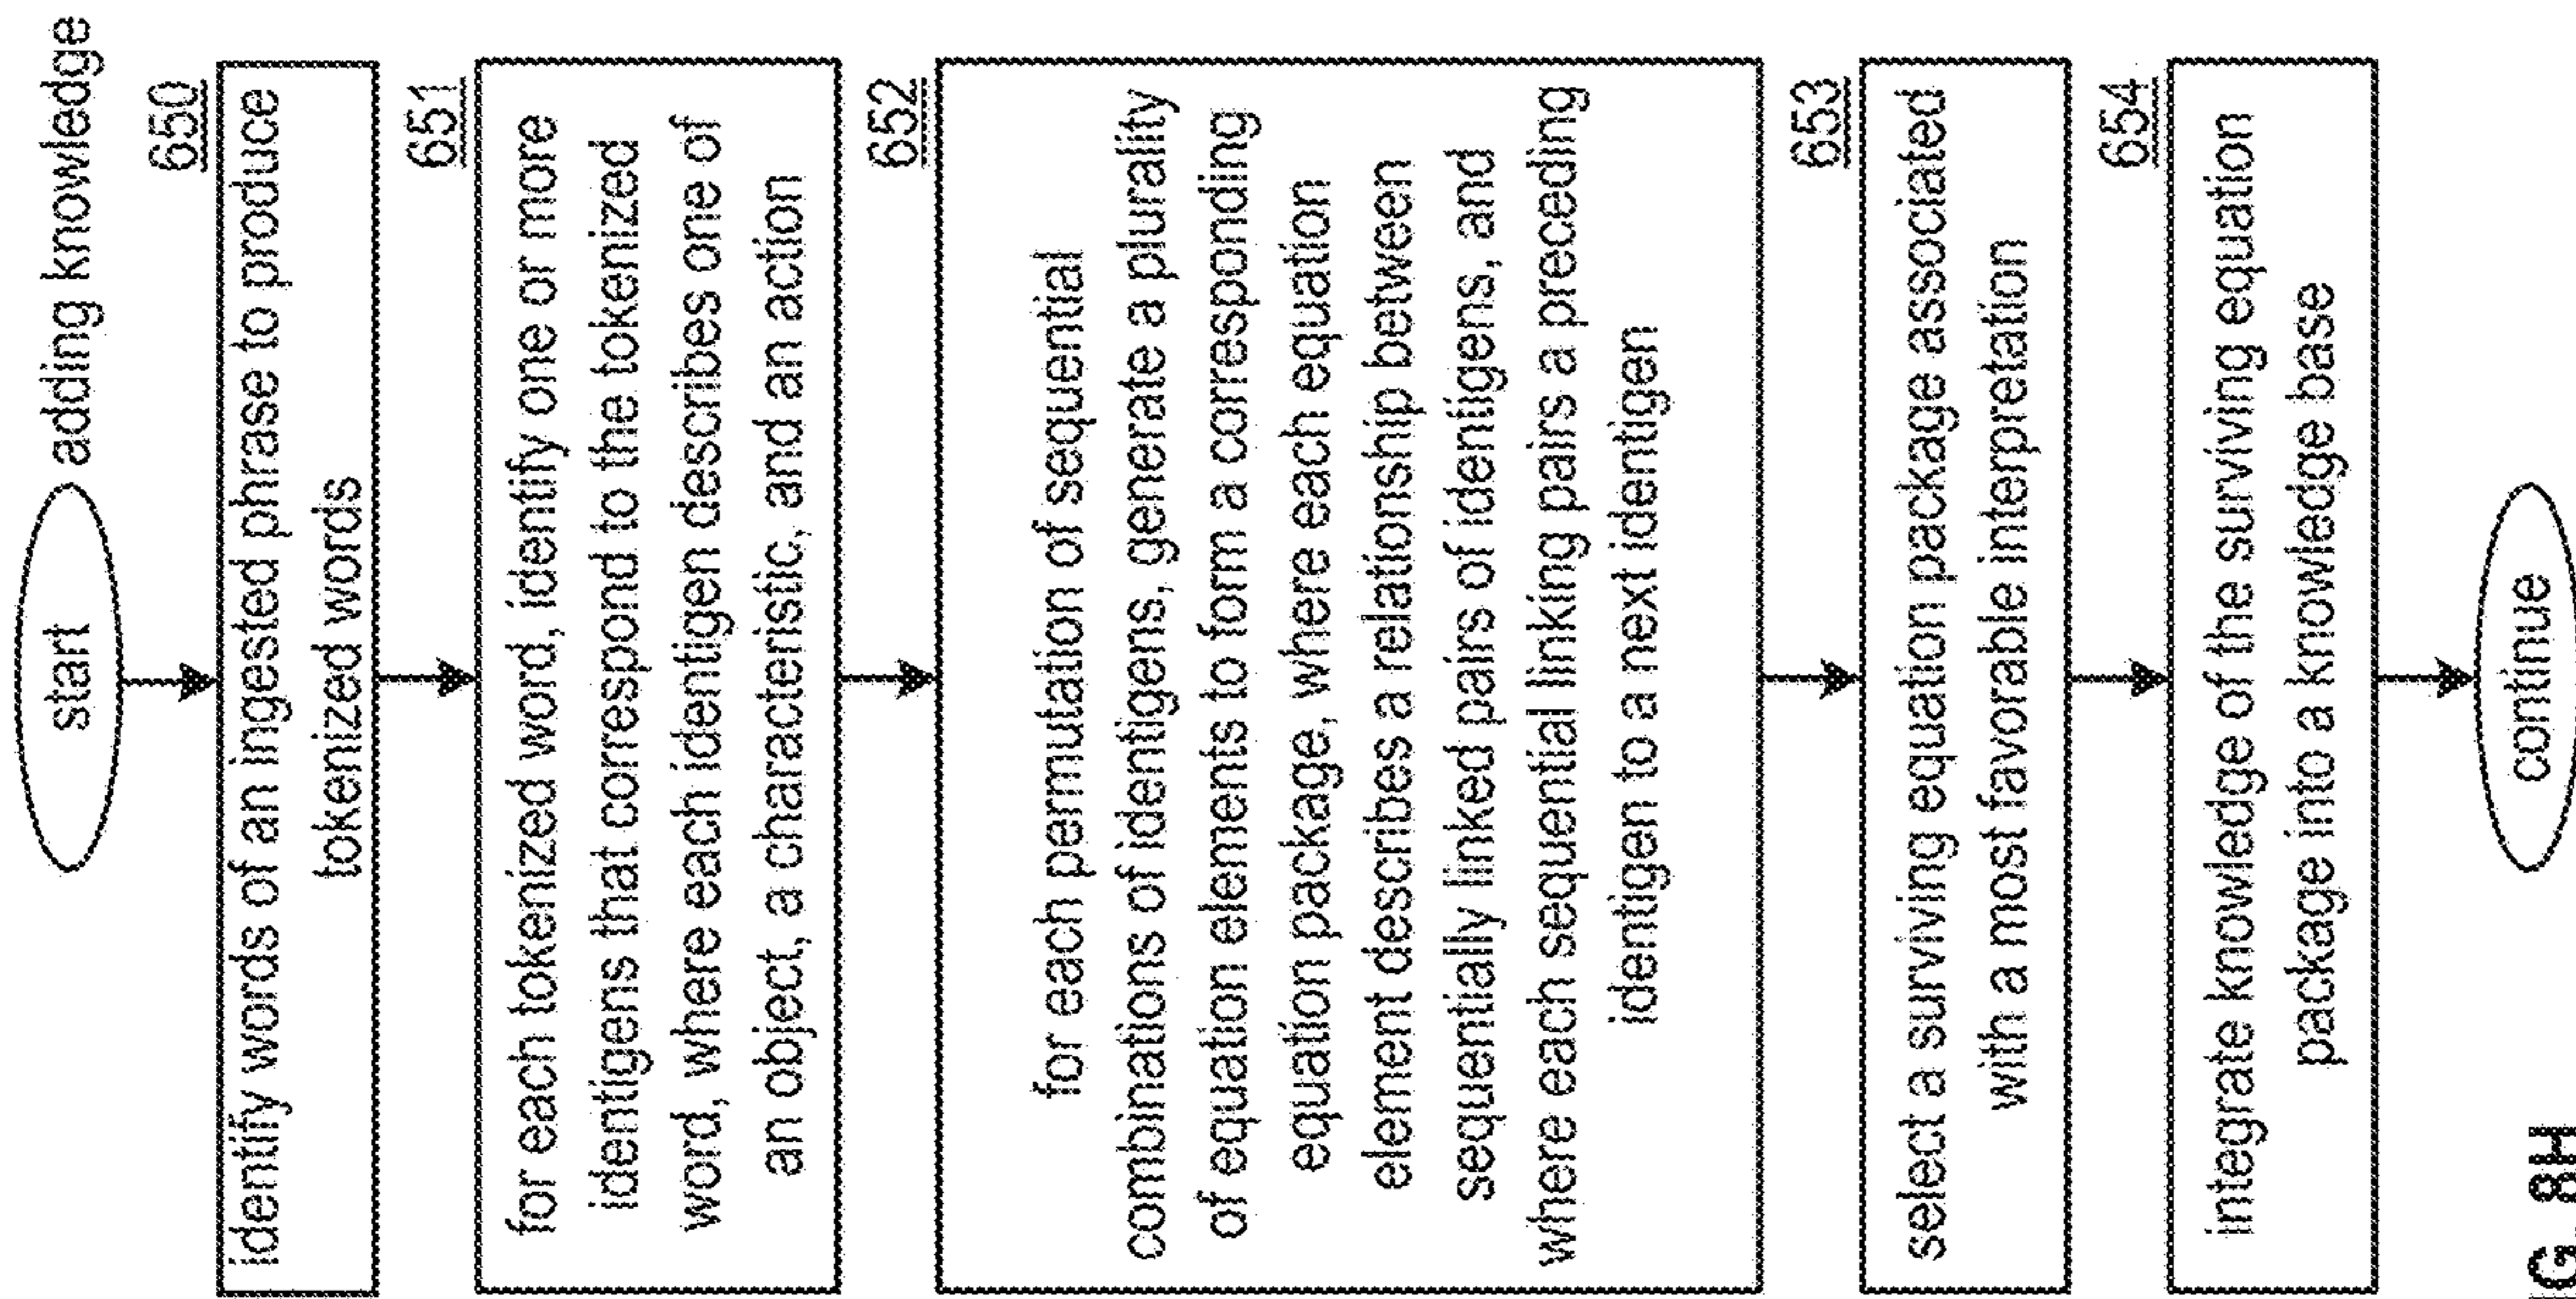 start
adding knowledge
650
identify words of an ingested phrase to produce
tokenized words
651
for each tokenized word, identify one or more
identigens that correspond to the tokenized
word, where each identigen describes one of
an object, a characteristic, and an action
652
for each permutation of sequential
combinations of identigens, generate a plurality
of equation elements to form a corresponding
equation package, where each equation
element describes a relationship between
sequentially linked pairs of identigens, and
where each sequential linking pairs a preceding
identigen to a next identigen
653
select a surviving equation package associated
with a most favorable interpretation
654
integrate knowledge of the surviving equation
package into a knowledge base
continue
IG. 8H